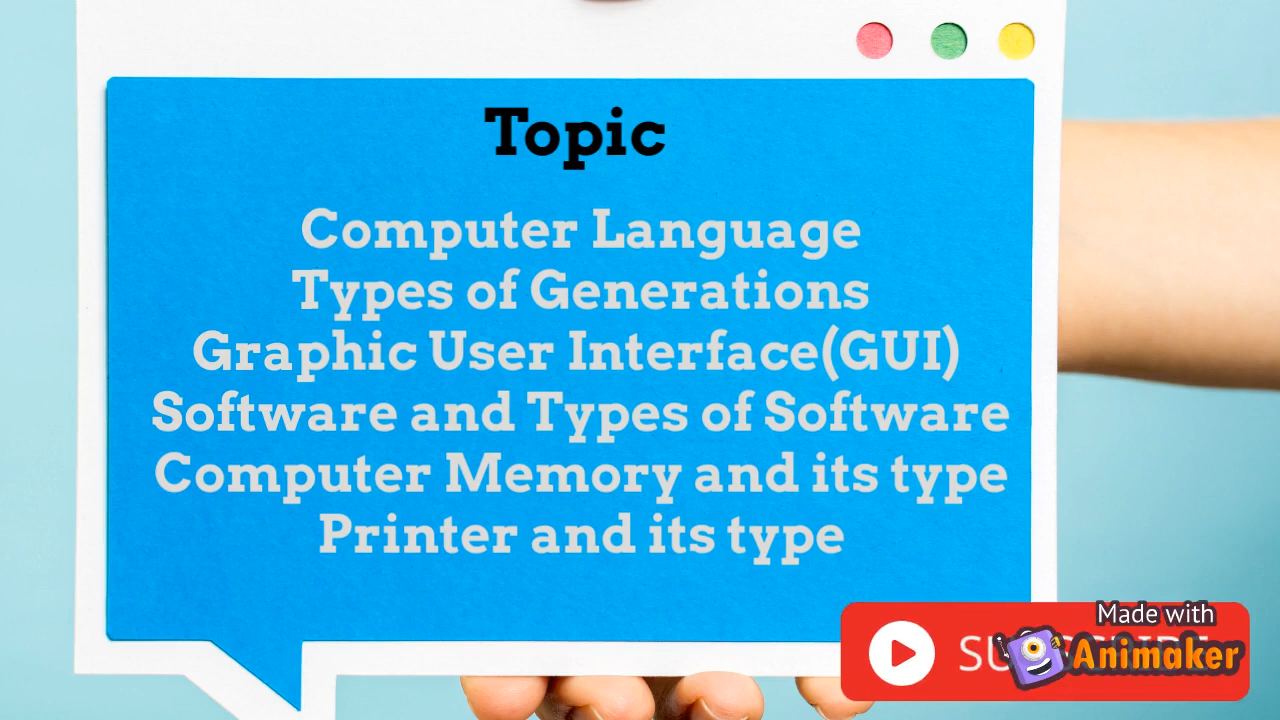 Topic
Computer Language
Types of Generations
Graphic User Interface(GUI)
Software and Types of Software
Computer Memory and its type
Printer and its type
Made with
Animaker